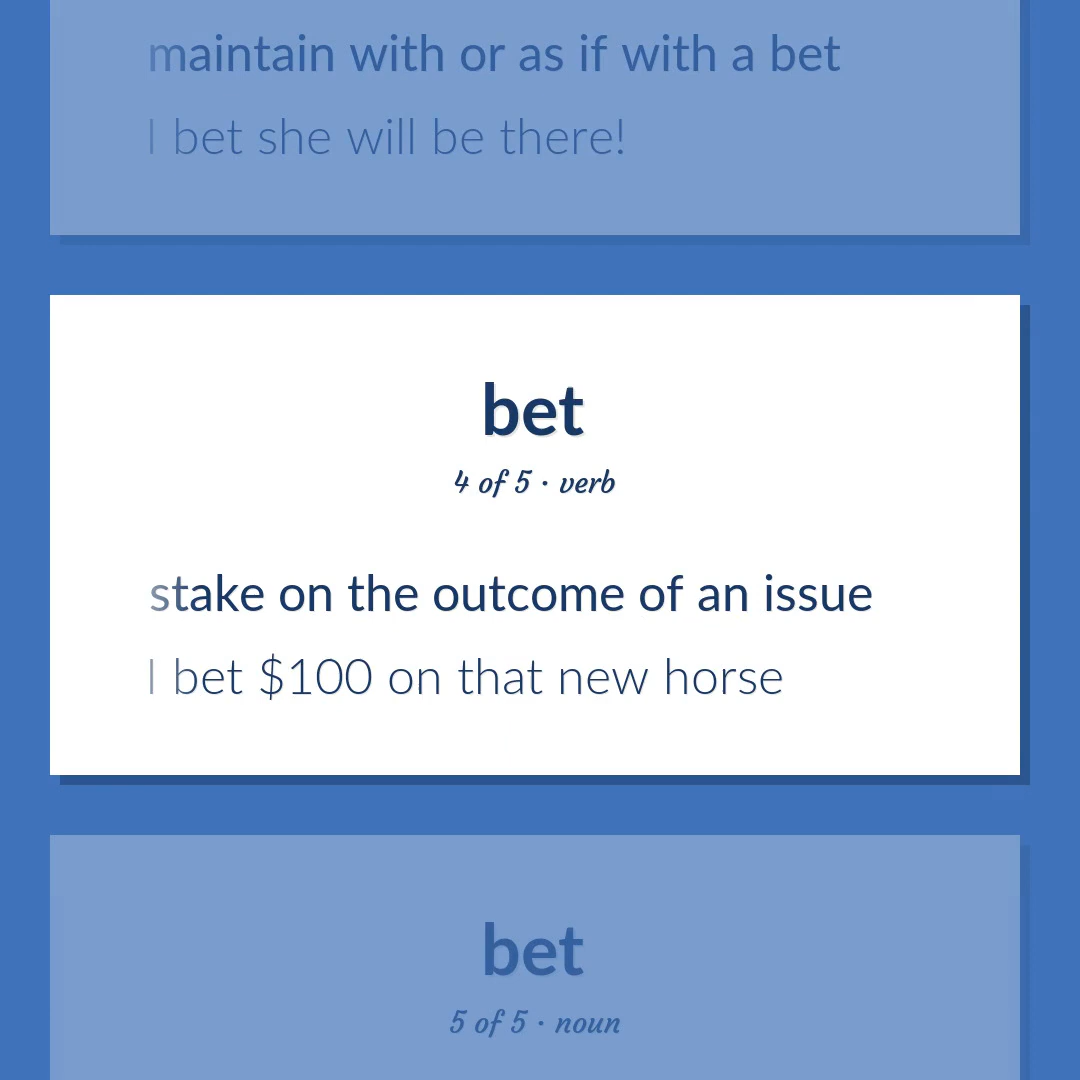 maintain with or as if with a bet
I bet she will be there!
bet
4 of 5 · verb
stake on the outcome of an issue
I bet $100 on that new horse
bet
5 of 5 · noun